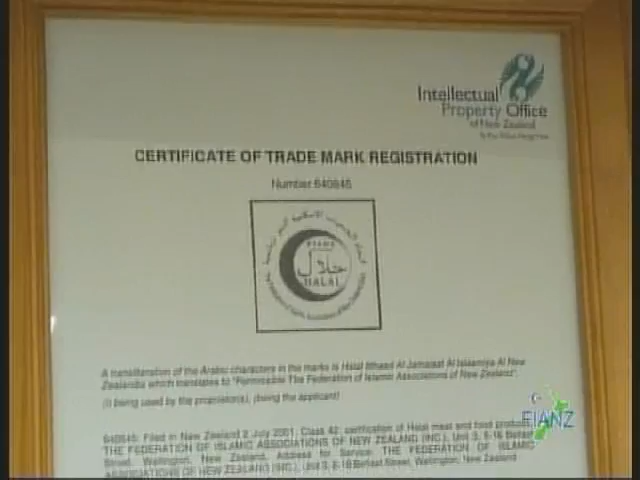 Intellectual
Property Office
of New Zealand
CERTIFICATE OF TRADE MARK REGISTRATION
Number 640645
FIANZ
حلال
HALAL
A transliteration of the Arabic characters in the marks is Halal Itihaad Al Jamiaat Al Islaamiya Al New
Zealandia which translates to "Permissible The Federation of Islamic Associations of New Zealand".
(i) being used by the proprietor(s), (being the applicant)
FIANZ
640645: Filed in New Zealand 2 July 2001. Class 42: certification of Halal meat and food products
THE FEDERATION OF ISLAMIC ASSOCIATIONS OF NEW ZEALAND (INC.), Unit 3, 6-16 Belfast
Street, Wellington, New Zealand. Address for Service: THE FEDERATION OF ISLAMIC
ASSOCIATIONS OF NEW ZEALAND (INC.), Unit 3, 6-16 Belfast Street, Wellington, New Zealand